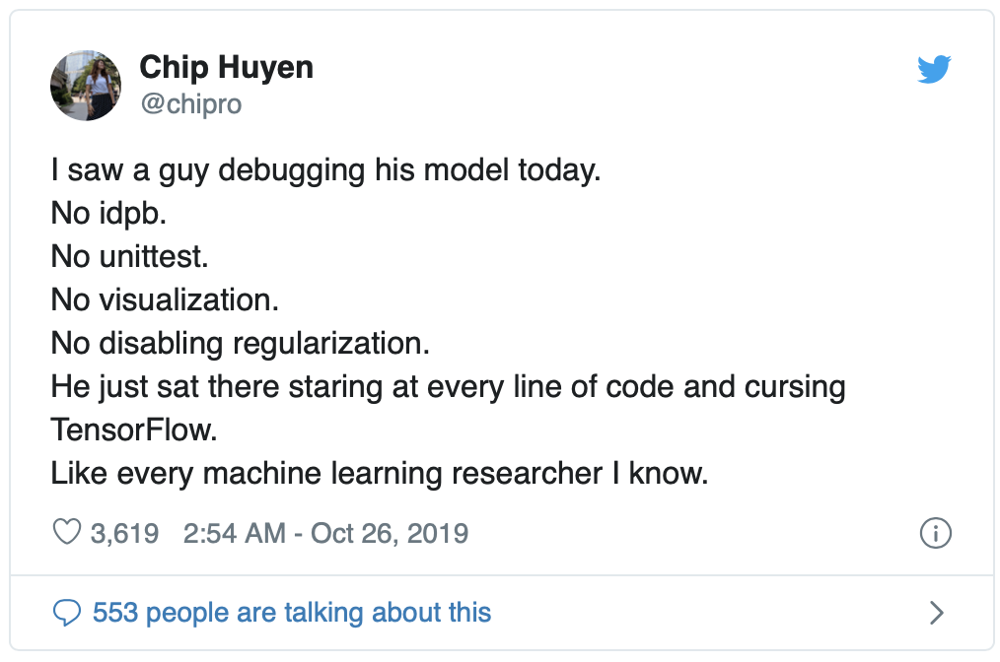 Chip Huyen
@chipro
I saw a guy debugging his model today.
No idpb.
No unittest.
No visualization.
No disabling regularization.
He just sat there staring at every line of code and cursing
TensorFlow.
Like every machine learning researcher I know.
3,619 2:54 AM - Oct 26, 2019
553 people are talking about this